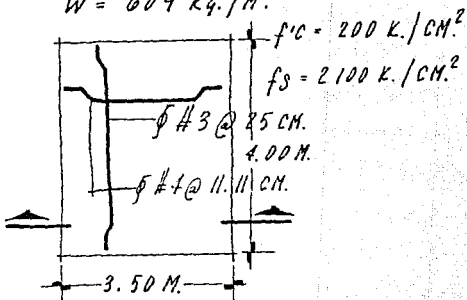 W = 609 Kg./M.
f'c = 200 K./CM.²
fs = 2100 K./CM.²
∮ #3 @ 25 CM.
4.00 M.
∮ #4 @ 11.11 CM.
3.50 M.